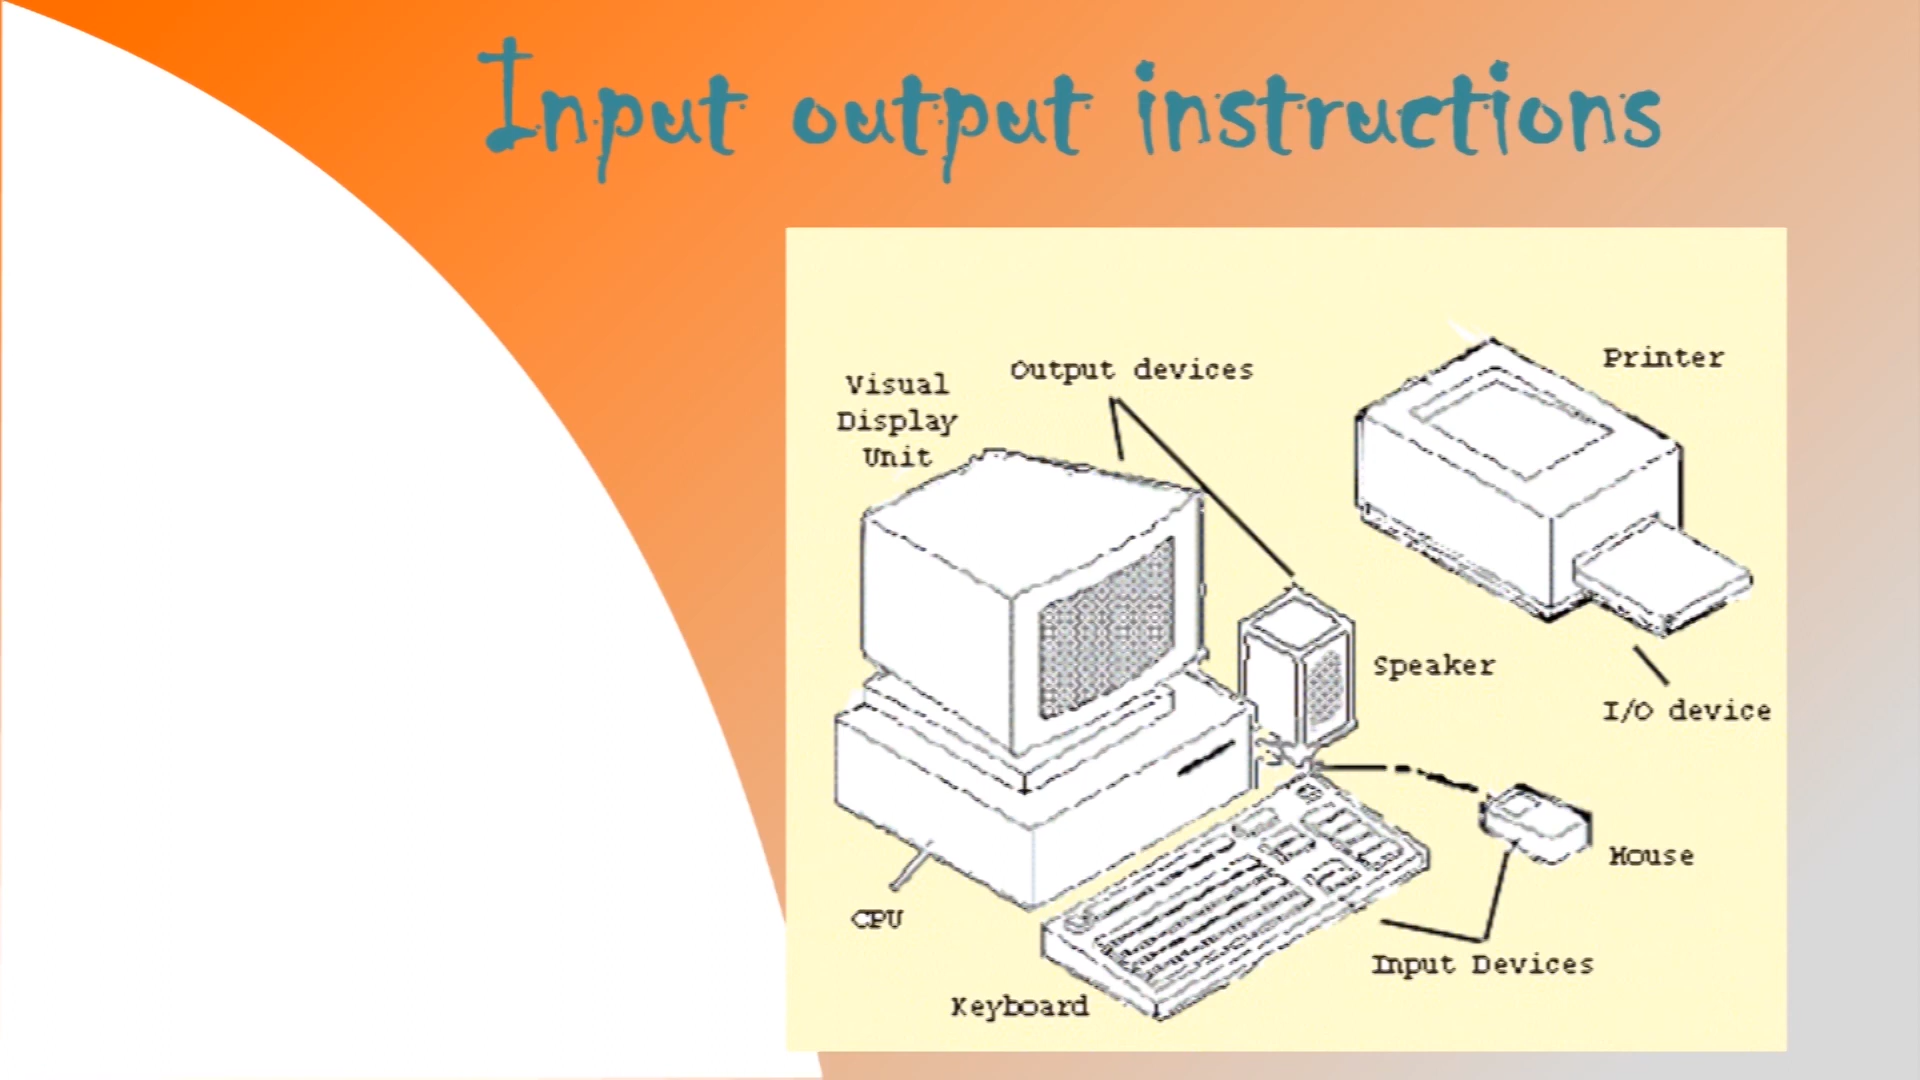 Input output instructions
Output devices
Printer
Visual
Display
Unit
Speaker
I/O device
Mouse
CPU
Input Devices
Keyboard